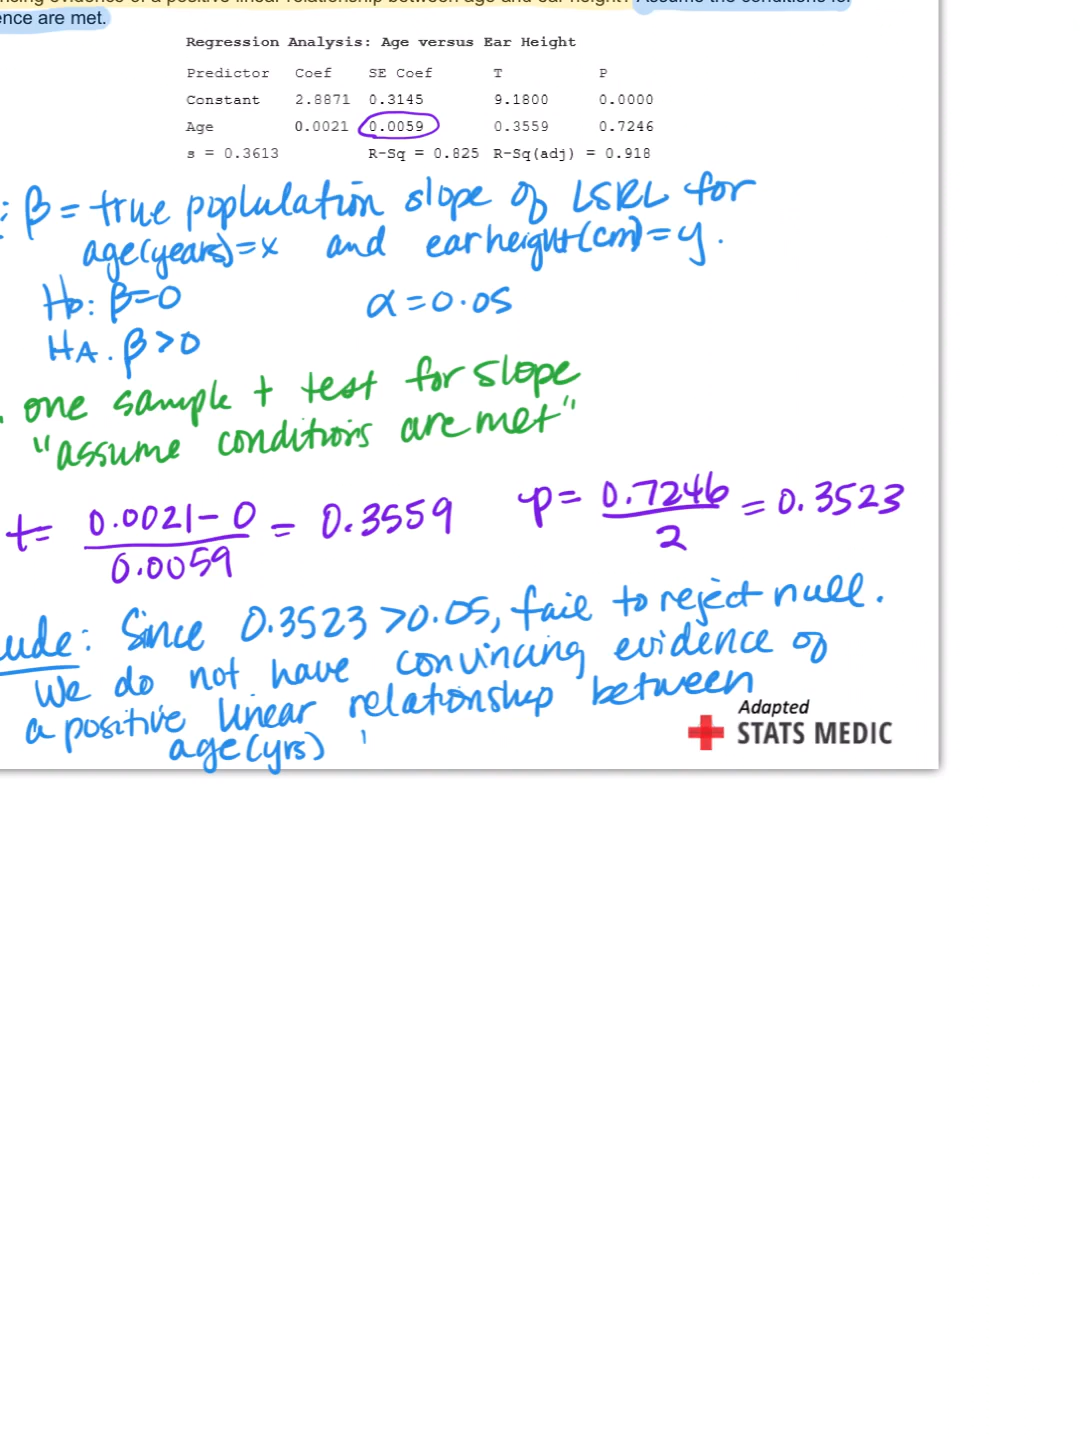 ence are met.
Regression Analysis: Age versus Ear Height
Predictor Coef SE Coef T P
Constant 2.8871 0.3145 9.1800 0.0000
Age 0.0021 0.0059 0.3559 0.7246
s = 0.3613 R-Sq = 0.825 R-Sq(adj) = 0.918
: β = true poplulation slope of LSRL for
age(years)=x and ear height(cm)=y.
Ho: β=0 α=0.05
HA: β>0
. one sample t test for slope
"assume conditions are met"
t= 0.0021-0 / 0.0059 = 0.3559 p= 0.7246 / 2 = 0.3523
ude: Since 0.3523 >0.05, fail to reject null.
We do not have convincing evidence of
a positive linear relationship between
age(yrs)
Adapted
STATS MEDIC